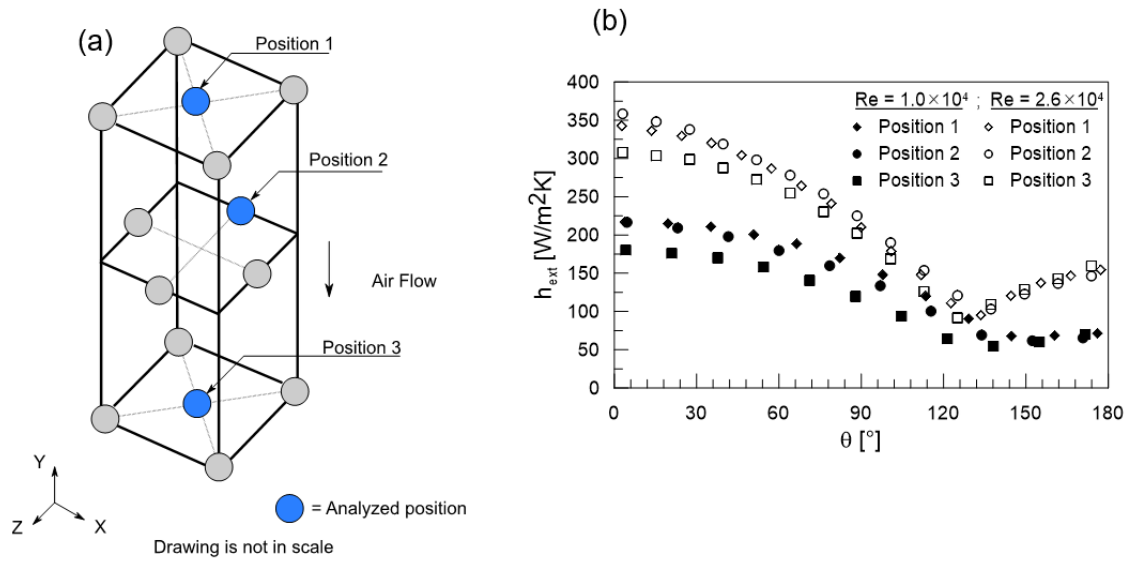 (a)
Position 1
Position 2
Air Flow
Position 3
Y
Z
X
= Analyzed position
Drawing is not in scale
(b)
400
350
300
250
200
150
100
50
0
h_ext [W/m²K]
Re = 1.0×10⁴ ; Re = 2.6×10⁴
Position 1 Position 1
Position 2 Position 2
Position 3 Position 3
0 30 60 90 120 150 180
θ [°]